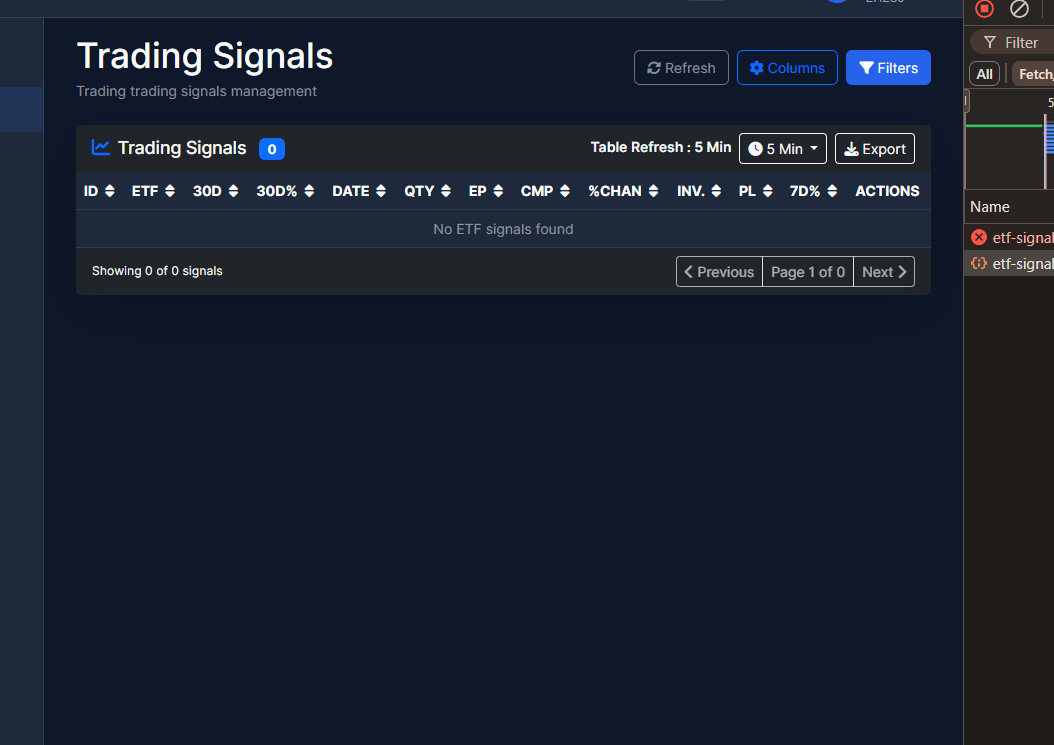 Trading Signals
Trading trading signals management
Refresh
Columns
Filters
Trading Signals 0
Table Refresh : 5 Min
5 Min
Export
ID ETF 30D 30D% DATE QTY EP CMP %CHAN INV. PL 7D% ACTIONS
No ETF signals found
Showing 0 of 0 signals
Previous Page 1 of 0 Next
Filter
All Fetch
5
Name
etf-signal
etf-signal